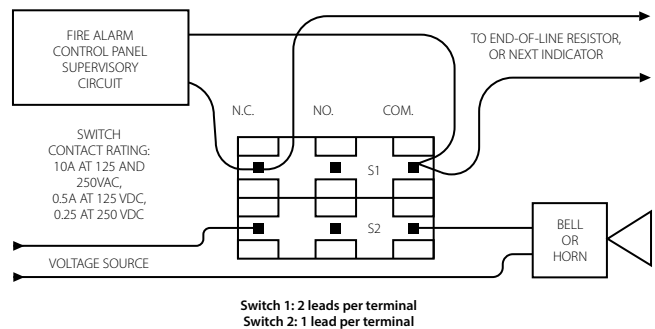 FIRE ALARM
CONTROL PANEL
SUPERVISORY
CIRCUIT
TO END-OF-LINE RESISTOR,
OR NEXT INDICATOR
N.C.
NO.
COM.
SWITCH
CONTACT RATING:
10A AT 125 AND
250VAC,
0.5A AT 125 VDC,
0.25 AT 250 VDC
S1
S2
BELL
OR
HORN
VOLTAGE SOURCE
Switch 1: 2 leads per terminal
Switch 2: 1 lead per terminal